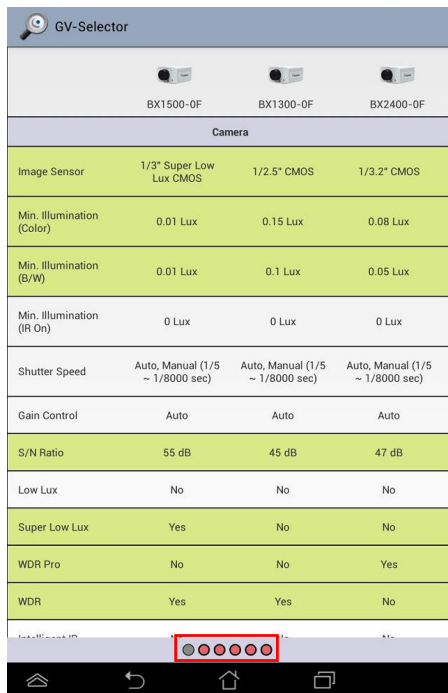 GV-Selector
BX1500-0F BX1300-0F BX2400-0F
Camera
Image Sensor 1/3" Super Low Lux CMOS 1/2.5" CMOS 1/3.2" CMOS
Min. Illumination (Color) 0.01 Lux 0.15 Lux 0.08 Lux
Min. Illumination (B/W) 0.01 Lux 0.1 Lux 0.05 Lux
Min. Illumination (IR On) 0 Lux 0 Lux 0 Lux
Shutter Speed Auto, Manual (1/5 ~ 1/8000 sec) Auto, Manual (1/5 ~ 1/8000 sec) Auto, Manual (1/5 ~ 1/8000 sec)
Gain Control Auto Auto Auto
S/N Ratio 55 dB 45 dB 47 dB
Low Lux No No No
Super Low Lux Yes No No
WDR Pro No No Yes
WDR Yes Yes No